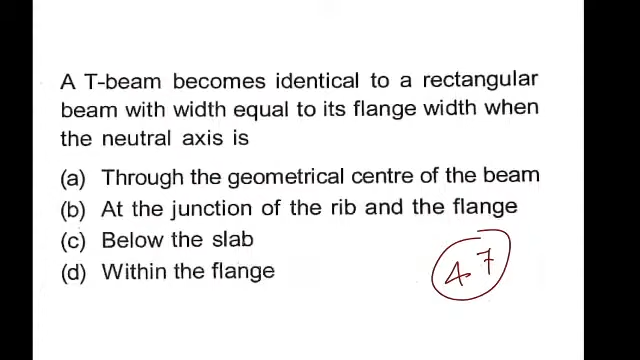 A T-beam becomes identical to a rectangular
beam with width equal to its flange width when
the neutral axis is
(a) Through the geometrical centre of the beam
(b) At the junction of the rib and the flange
(c) Below the slab
(d) Within the flange
47